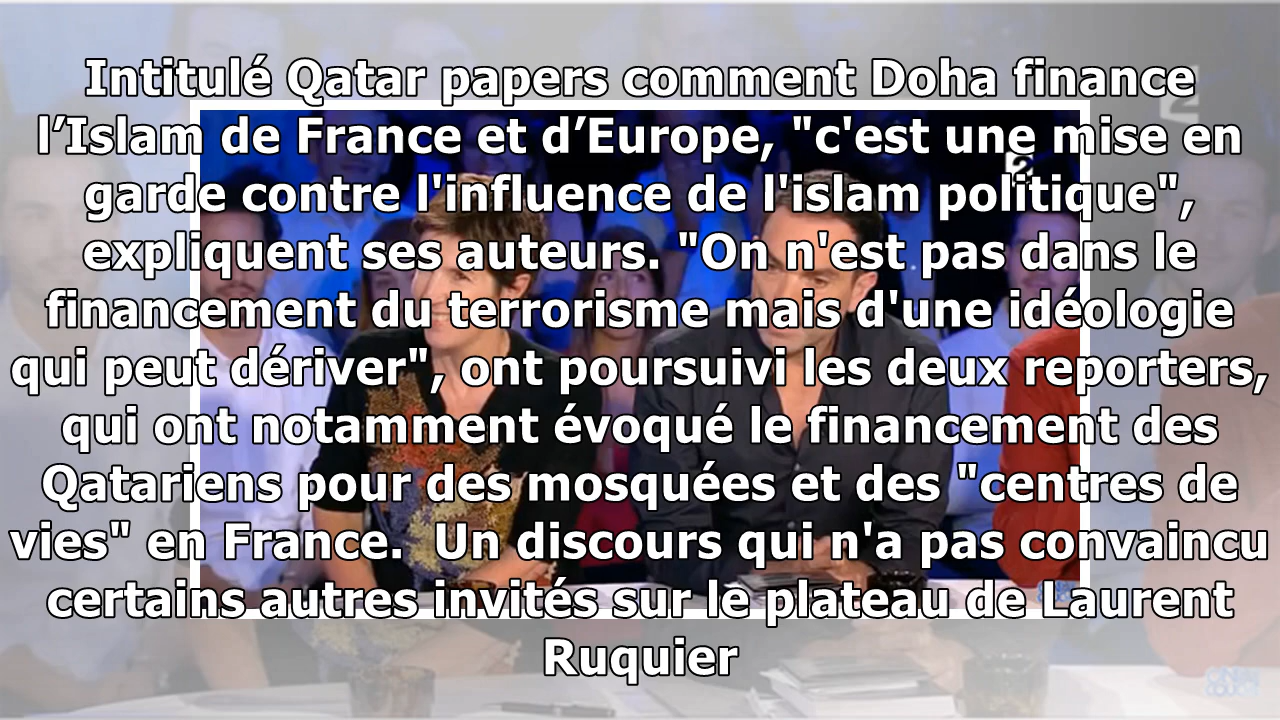 Intitulé Qatar papers comment Doha finance
l’Islam de France et d’Europe, "c'est une mise en
garde contre l'influence de l'islam politique",
expliquent ses auteurs. "On n'est pas dans le
financement du terrorisme mais d'une idéologie
qui peut dériver", ont poursuivi les deux reporters,
qui ont notamment évoqué le financement des
Qatariens pour des mosquées et des "centres de
vies" en France. Un discours qui n'a pas convaincu
certains autres invités sur le plateau de Laurent
Ruquier
2
2